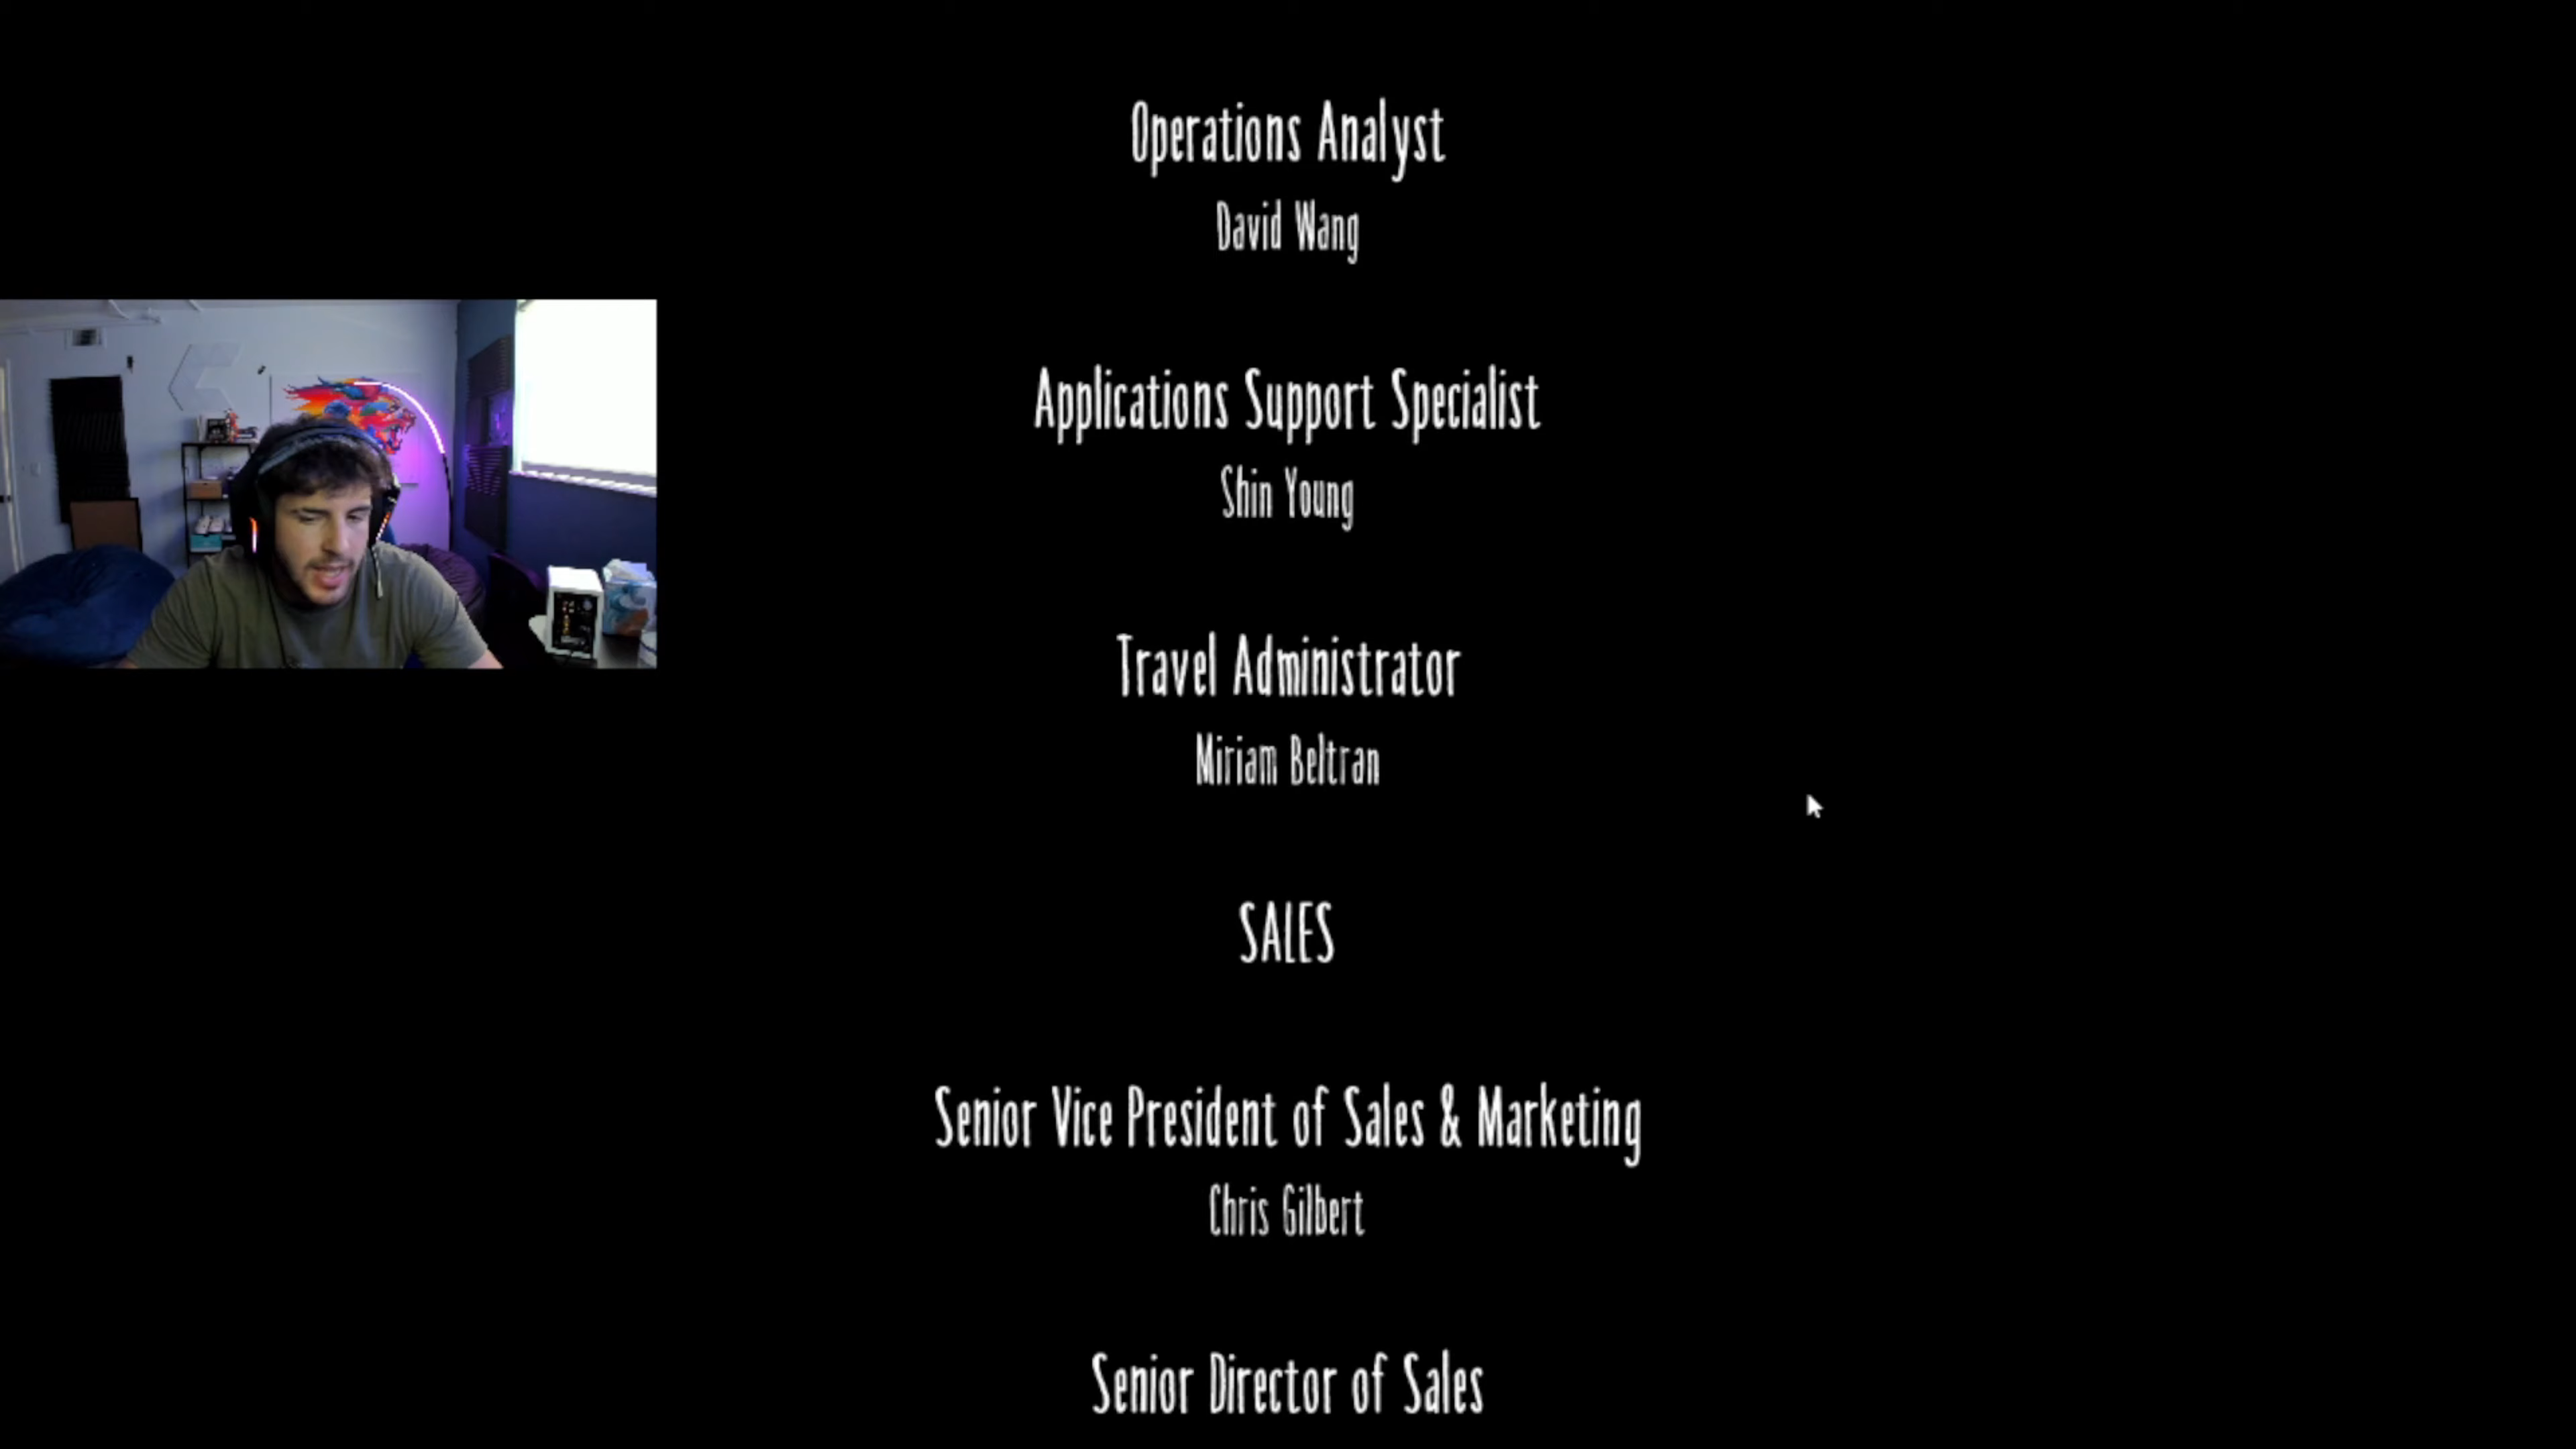 Operations Analyst
David Wang
Applications Support Specialist
Shin Young
Travel Administrator
Miriam Beltran
SALES
Senior Vice President of Sales & Marketing
Chris Gilbert
Senior Director of Sales